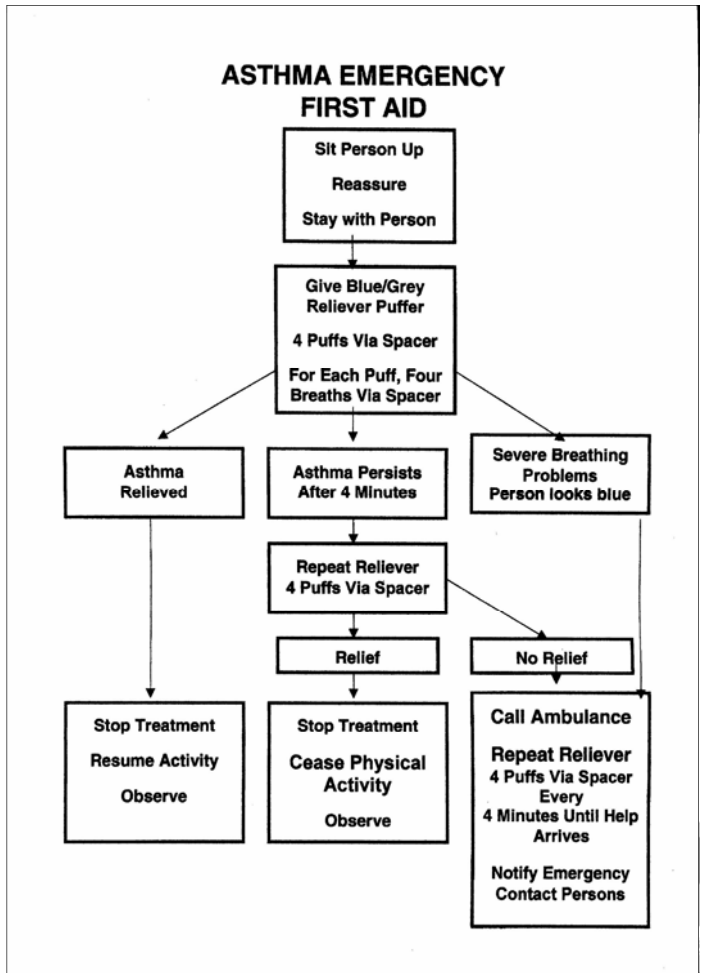 ASTHMA EMERGENCY
FIRST AID
Sit Person Up
Reassure
Stay with Person
Give Blue/Grey
Reliever Puffer
4 Puffs Via Spacer
For Each Puff, Four
Breaths Via Spacer
Asthma
Relieved
Asthma Persists
After 4 Minutes
Severe Breathing
Problems
Person looks blue
Repeat Reliever
4 Puffs Via Spacer
Relief
No Relief
Stop Treatment
Resume Activity
Observe
Stop Treatment
Cease Physical
Activity
Observe
Call Ambulance
Repeat Reliever
4 Puffs Via Spacer
Every
4 Minutes Until Help
Arrives
Notify Emergency
Contact Persons